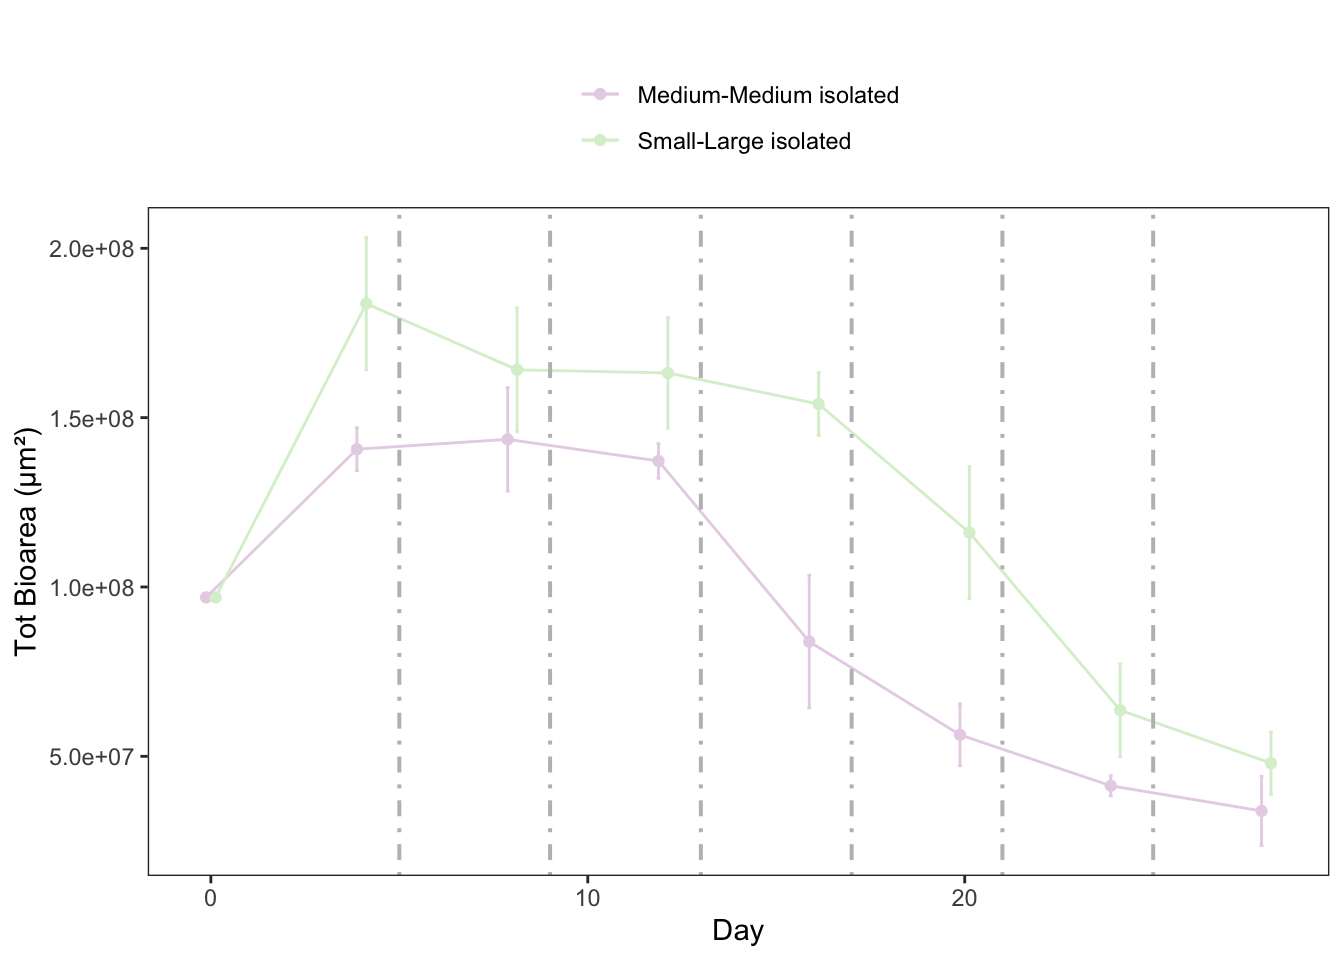 Medium-Medium isolated
Small-Large isolated
2.0e+08
1.5e+08
1.0e+08
5.0e+07
Tot Bioarea (µm²)
0 10 20
Day